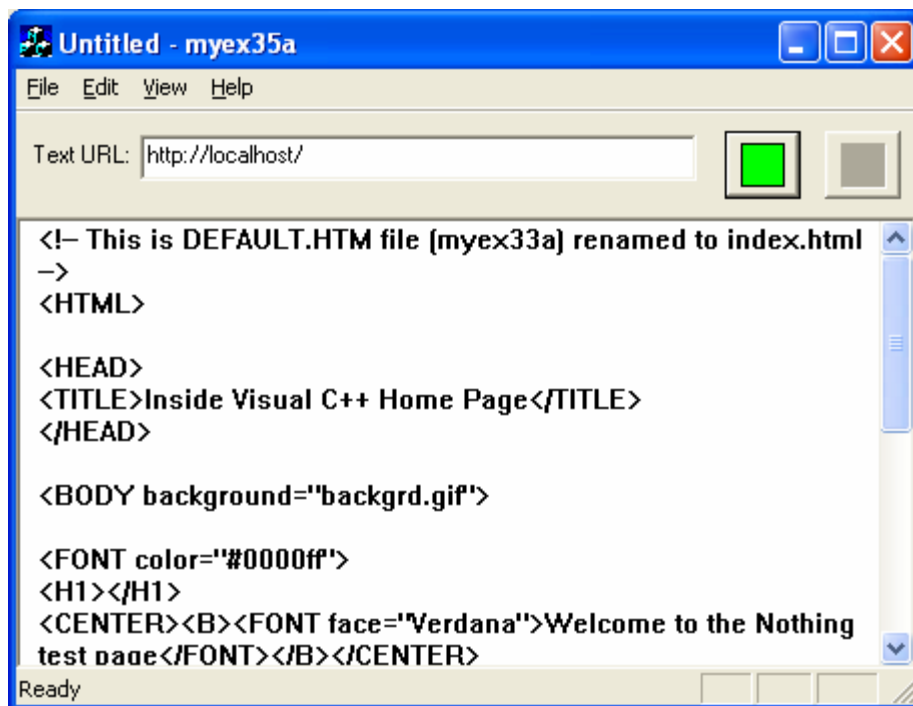 Untitled - myex35a
File Edit View Help
Text URL: http://localhost/
<!-- This is DEFAULT.HTM file (myex33a) renamed to index.html
-->
<HTML>
<HEAD>
<TITLE>Inside Visual C++ Home Page</TITLE>
</HEAD>
<BODY background="backgrd.gif">
<FONT color="#0000ff">
<H1></H1>
<CENTER><B><FONT face="Verdana">Welcome to the Nothing
test page</FONT></B></CENTER>
Ready